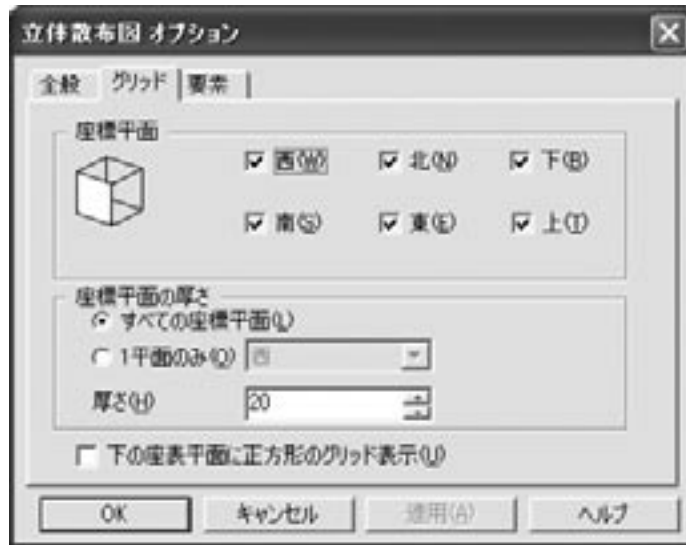 立体散布図 オプション
全般 グリッド 要素
座標平面
西(W) 北(N) 下(B)
南(S) 東(E) 上(T)
座標平面の厚さ
すべての座標平面(L)
1平面のみ(O) 西
厚さ(H) 20
下の座表平面に正方形のグリッド表示(U)
OK キャンセル 適用(A) ヘルプ